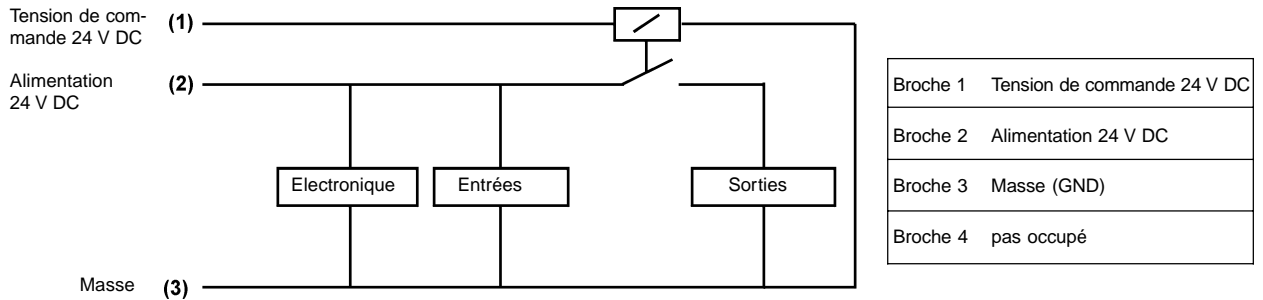 Tension de com-
mande 24 V DC
(1)
Alimentation
24 V DC
(2)
Electronique
Entrées
Sorties
Masse
(3)
Broche 1 Tension de commande 24 V DC
Broche 2 Alimentation 24 V DC
Broche 3 Masse (GND)
Broche 4 pas occupé